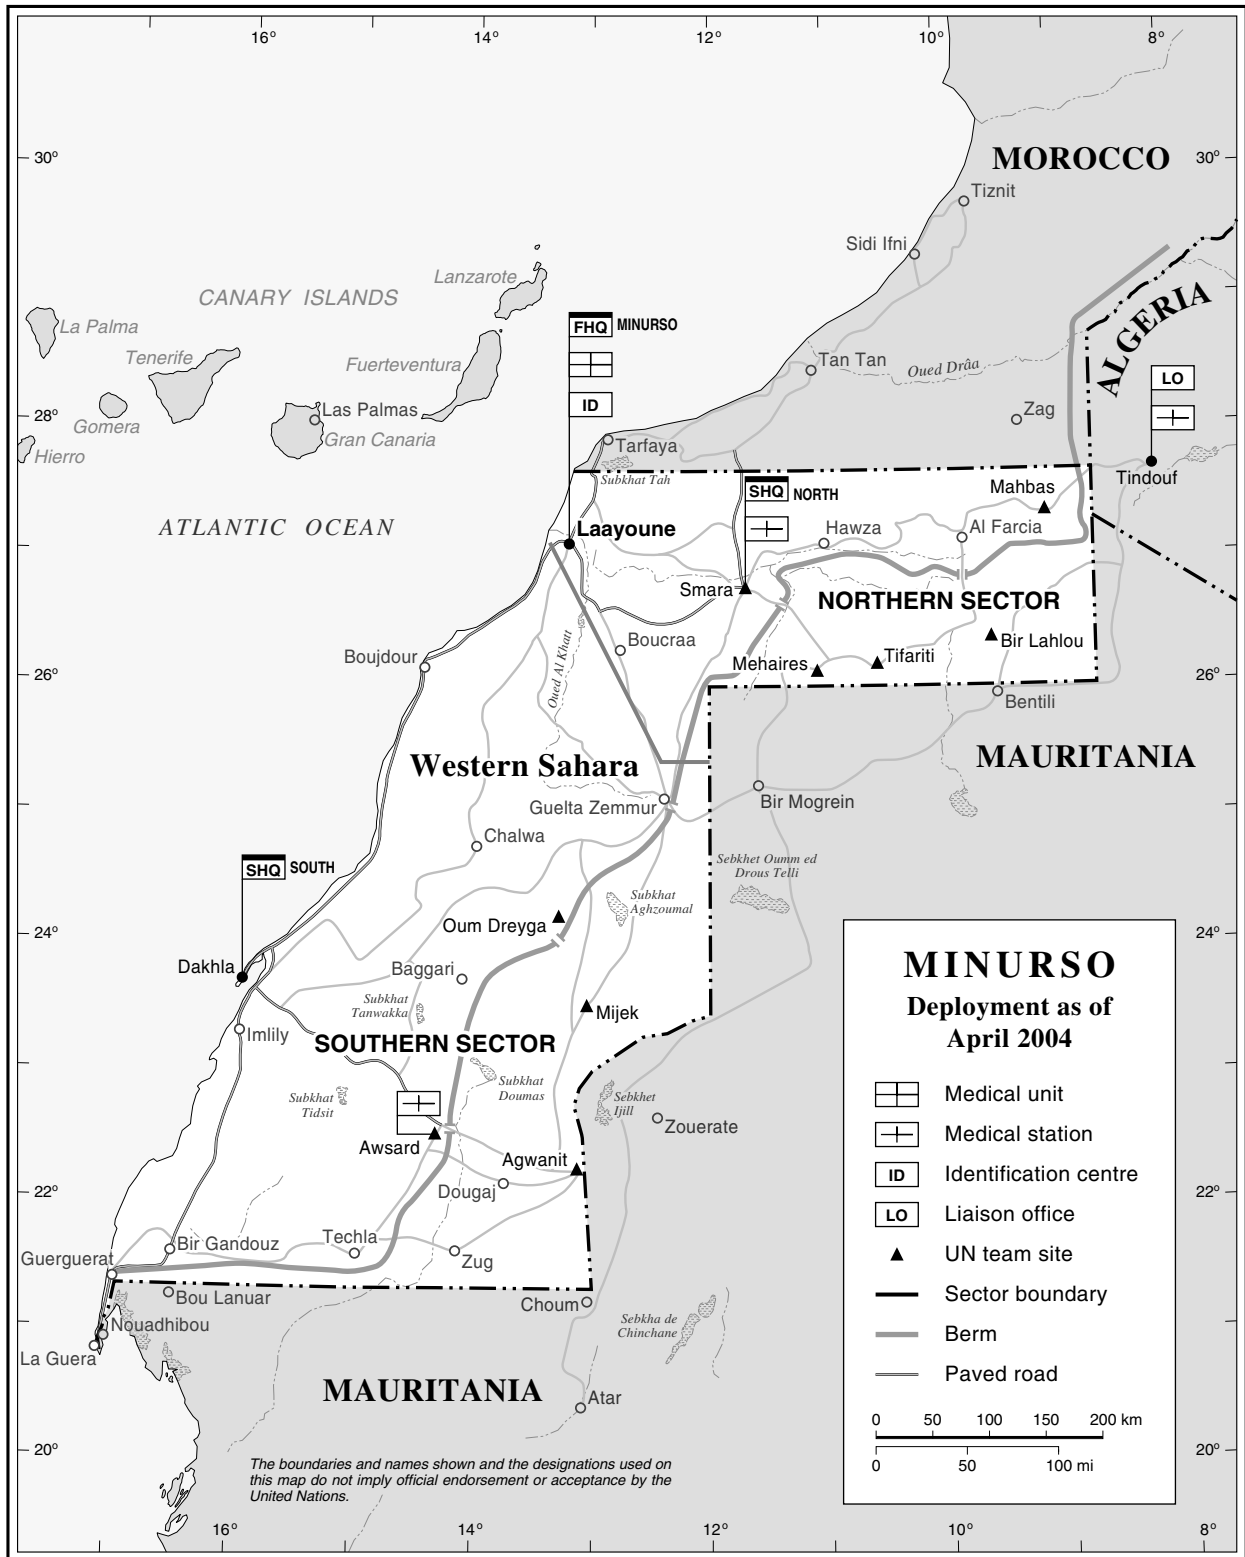 16°
14°
12°
10°
8°
30°
MOROCCO
30°
Tiznit
Sidi Ifni
Lanzarote
CANARY ISLANDS
ALGERIA
La Palma
FHQ MINURSO
Tenerife
Fuerteventura
Tan Tan
Oued Drâa
LO
ID
Zag
28°
Las Palmas
28°
Gomera
Gran Canaria
Tarfaya
Hierro
Subkhat Tah
Tindouf
SHQ NORTH
Mahbas
ATLANTIC OCEAN
Laayoune
Hawza
Al Farcia
Smara
NORTHERN SECTOR
Boucraa
Bir Lahlou
Boujdour
Oued Al Khatt
Mehaires
Tifariti
26°
26°
Bentili
Western Sahara
MAURITANIA
Guelta Zemmur
Bir Mogrein
Chalwa
SHQ SOUTH
Sebkhet Oumm ed
Drous Telli
Subkhat
Aghzoumal
Oum Dreyga
24°
24°
Dakhla
Baggari
Subkhat
Tanwakka
Mijek
Imlily
SOUTHERN SECTOR
Subkhat
Doumas
Subkhat
Tidsit
Sebkhet
Ijill
Zouerate
Awsard
Agwanit
22°
Dougaj
22°
Bir Gandouz
Techla
Guerguerat
Zug
Bou Lanuar
Choum
Nouadhibou
Sebkha de
Chinchane
La Guera
MAURITANIA
Atar
20°
20°
The boundaries and names shown and the designations used on
this map do not imply official endorsement or acceptance by the
United Nations.
16°
14°
12°
10°
8°
MINURSO
Deployment as of
April 2004
Medical unit
Medical station
ID Identification centre
LO Liaison office
UN team site
Sector boundary
Berm
Paved road
0 50 100 150 200 km
0 50 100 mi